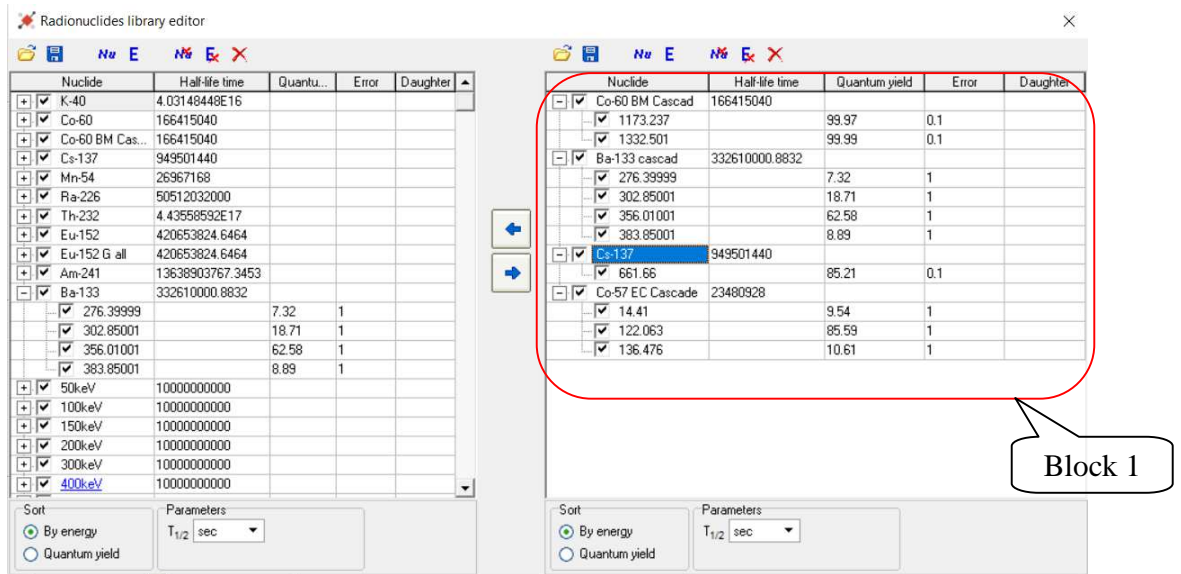 Radionuclides library editor
Nu E Nu E
Nu E Nu E
Nuclide Half-life time Quantu... Error Daughter
K-40 4.03148448E16
Co-60 166415040
Co-60 BM Cas... 166415040
Cs-137 949501440
Mn-54 26967168
Ra-226 50512032000
Th-232 4.43558592E17
Eu-152 420653824.6464
Eu-152 G all 420653824.6464
Am-241 13638903767.3453
Ba-133 332610000.8832
276.39999 7.32 1
302.85001 18.71 1
356.01001 62.58 1
383.85001 8.89 1
50keV 10000000000
100keV 10000000000
150keV 10000000000
200keV 10000000000
300keV 10000000000
400keV 10000000000
Sort Parameters
By energy T1/2 sec
Quantum yield
Nuclide Half-life time Quantum yield Error Daughter
Co-60 BM Cascad 166415040
1173.237 99.97 0.1
1332.501 99.99 0.1
Ba-133 cascad 332610000.8832
276.39999 7.32 1
302.85001 18.71 1
356.01001 62.58 1
383.85001 8.89 1
Cs-137 949501440
661.66 85.21 0.1
Co-57 EC Cascade 23480928
14.41 9.54 1
122.063 85.59 1
136.476 10.61 1
Block 1
Sort Parameters
By energy T1/2 sec
Quantum yield